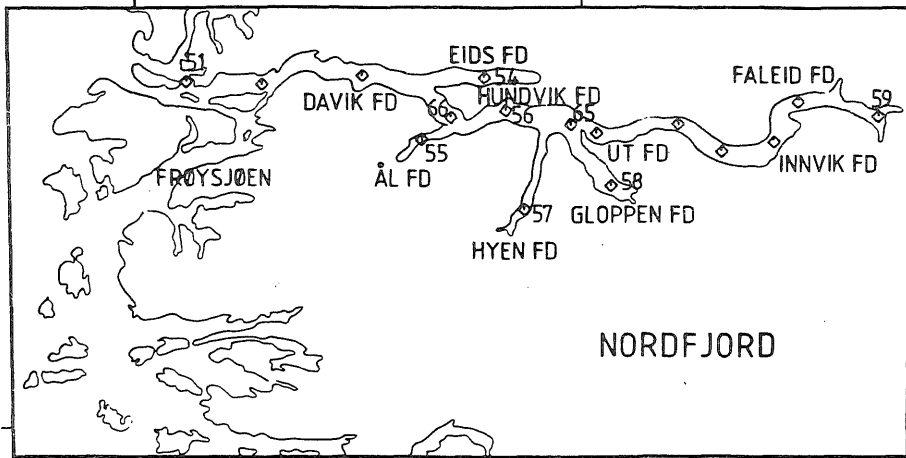 51
EIDS FD
54
FALEID FD
59
DAVIK FD
HUNDVIK FD
66
56
65
55
UT FD
INNVIK FD
FRØYSJØEN
ÅL FD
58
57
GLOPPEN FD
HYEN FD
NORDFJORD